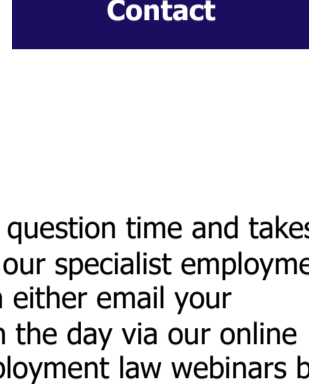 Contact
question time and takes
our specialist employme
either email your
the day via our online
ployment law webinars b